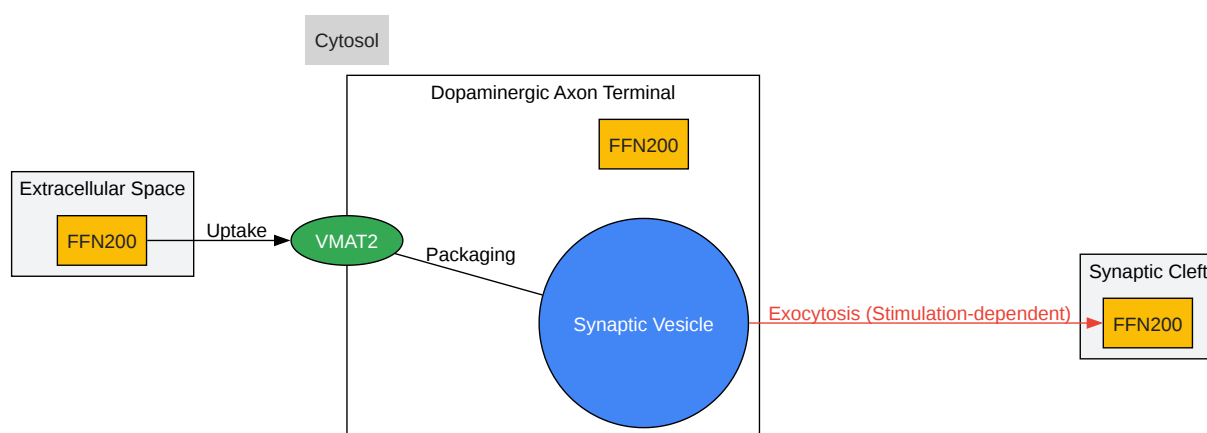 Cytosol
Dopaminergic Axon Terminal
FFN200
Extracellular Space
FFN200
Uptake
VMAT2
Packaging
Synaptic Vesicle
Exocytosis (Stimulation-dependent)
Synaptic Cleft
FFN200